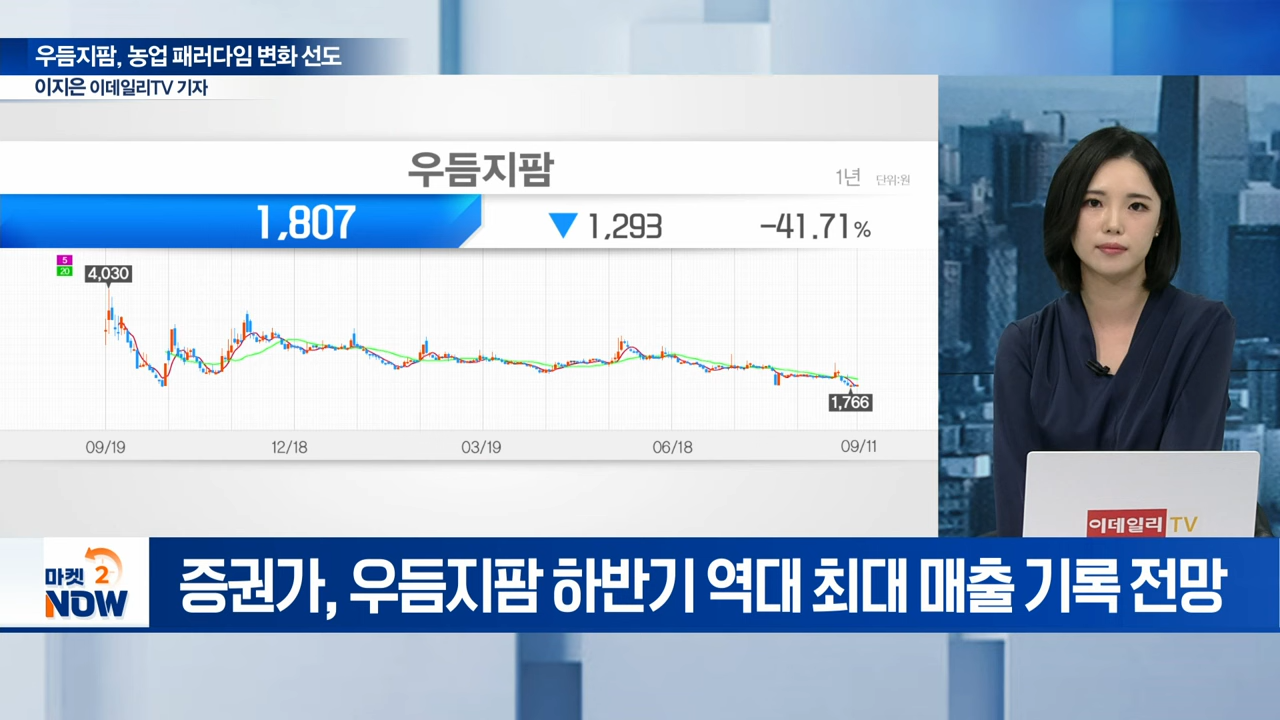 우듬지팜, 농업 패러다임 변화 선도
이지은 이데일리TV 기자
우듬지팜
1년 단위:원
1,807 ▼ 1,293 -41.71%
5
20
4,030
1,766
09/19 12/18 03/19 06/18 09/11
이데일리TV
마켓 2
NOW
증권가, 우듬지팜 하반기 역대 최대 매출 기록 전망